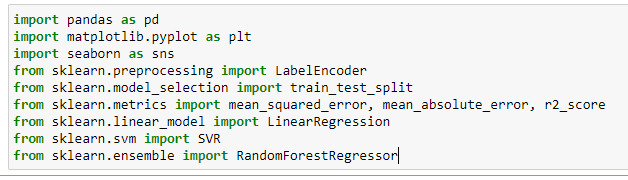 import pandas as pd
import matplotlib.pyplot as plt
import seaborn as sns
from sklearn.preprocessing import LabelEncoder
from sklearn.model_selection import train_test_split
from sklearn.metrics import mean_squared_error, mean_absolute_error, r2_score
from sklearn.linear_model import LinearRegression
from sklearn.svm import SVR
from sklearn.ensemble import RandomForestRegressor